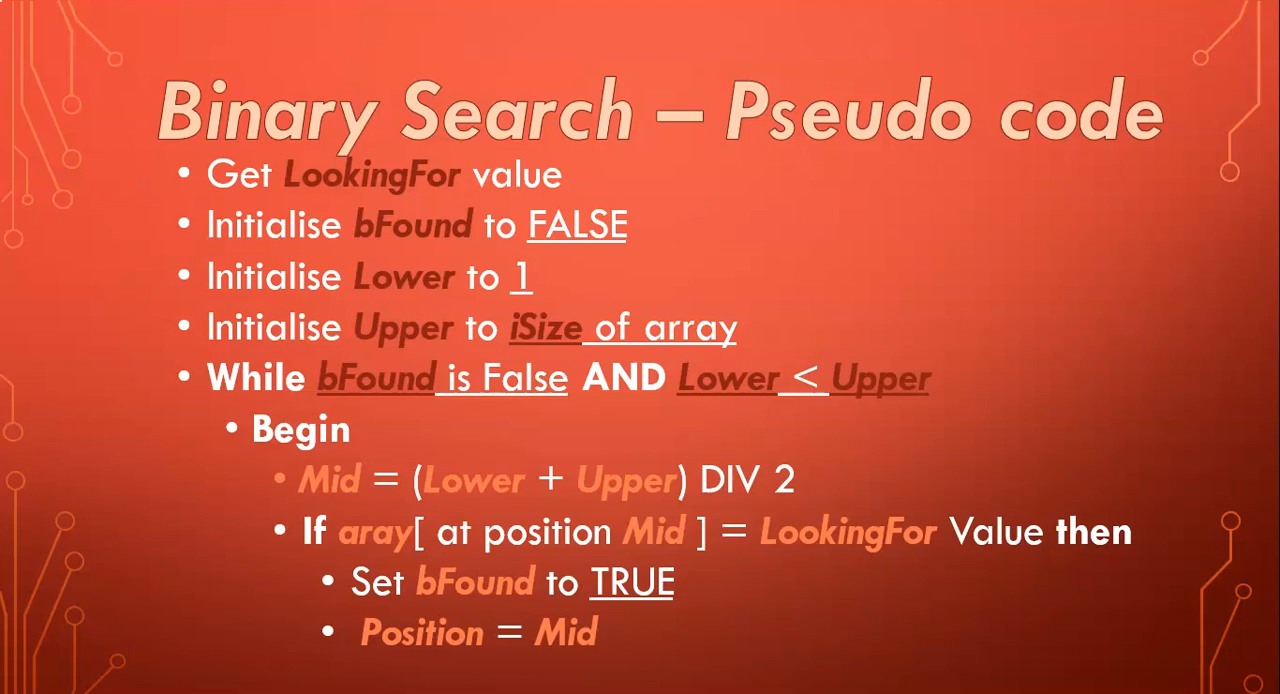 Binary Search – Pseudo code
• Get LookingFor value
• Initialise bFound to FALSE
• Initialise Lower to 1
• Initialise Upper to iSize of array
• While bFound is False AND Lower < Upper
• Begin
• Mid = (Lower + Upper) DIV 2
• If aray[ at position Mid ] = LookingFor Value then
• Set bFound to TRUE
• Position = Mid